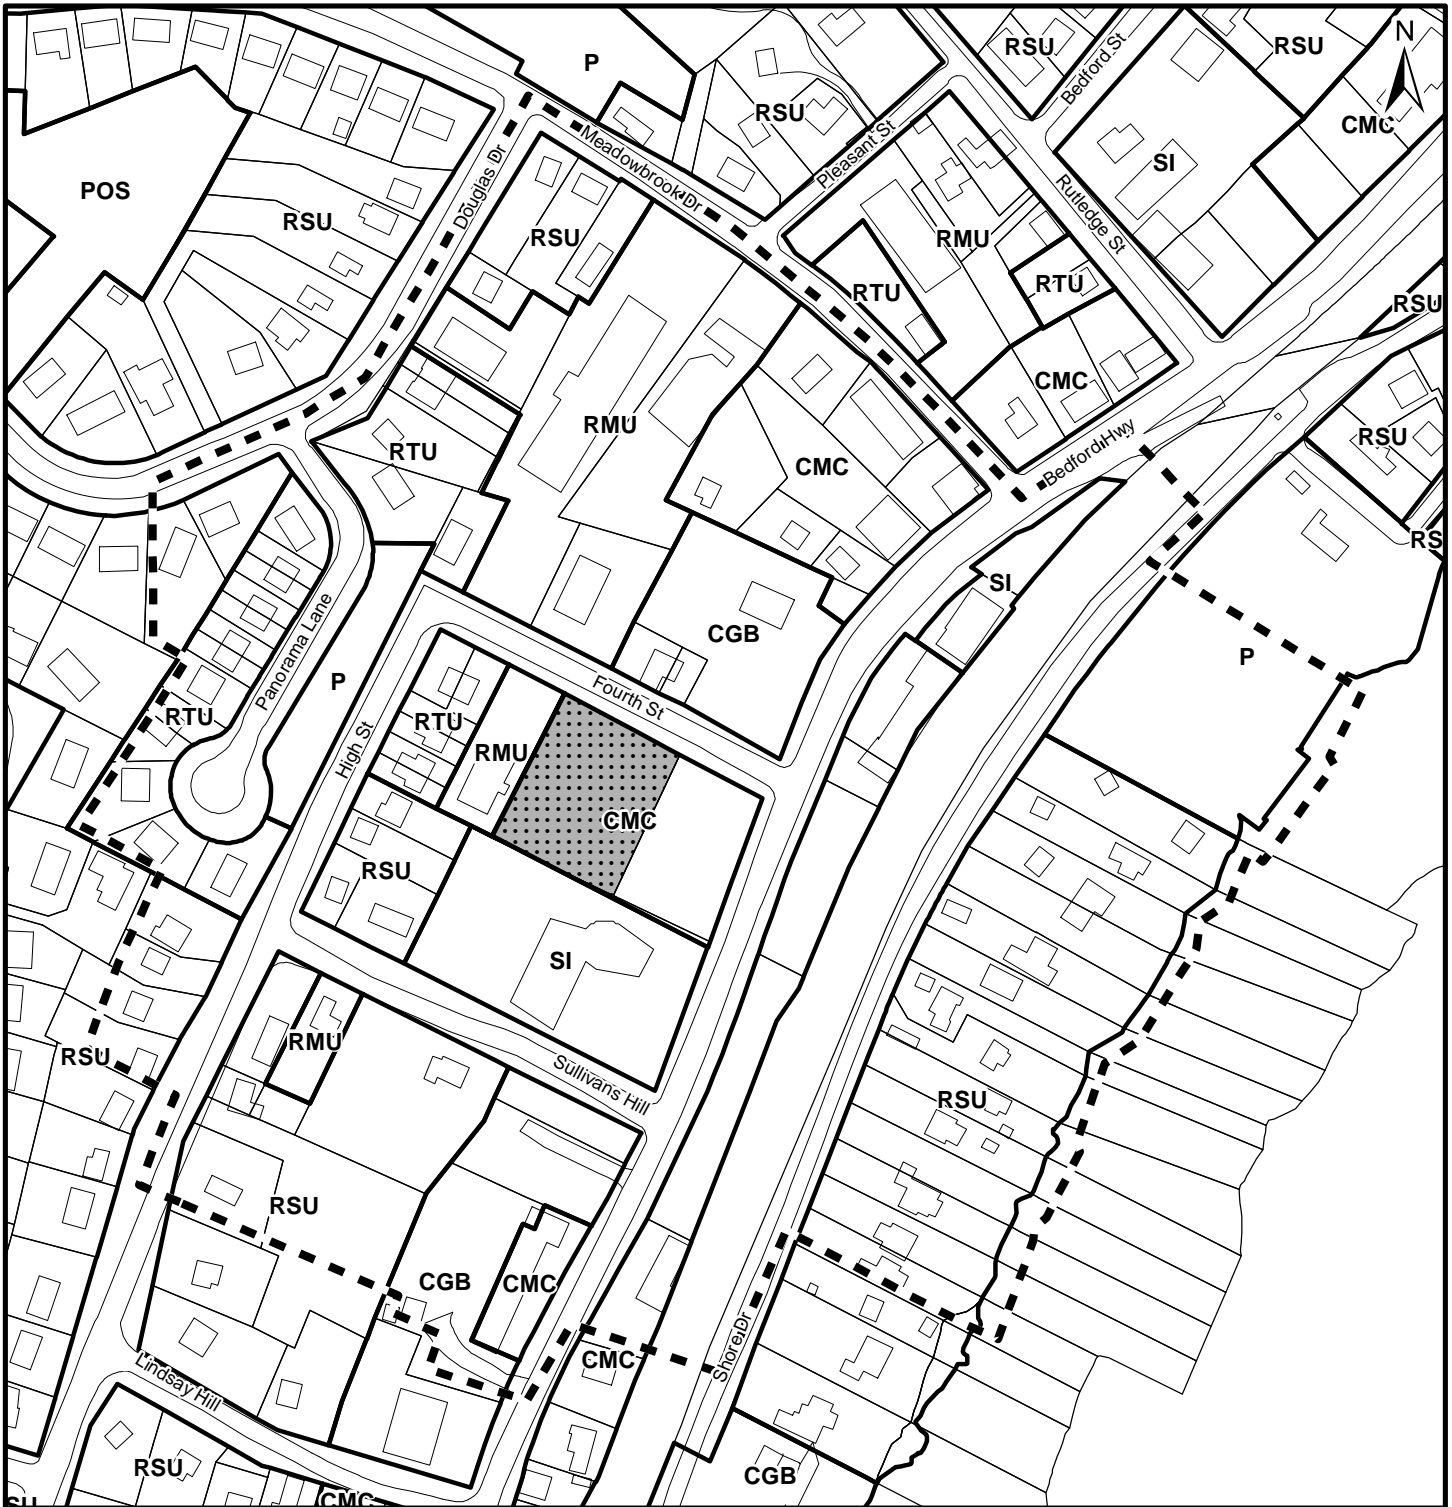 N
P
RSU
Bedford St
RSU
RSU
CMC
Meadowbrook Dr
Pleasant St
SI
POS
RSU
Douglas Dr
RSU
RMU
Rutledge St
RTU
RTU
RSU
CMC
RTU
RMU
CMC
Bedford Hwy
RSU
RS
SI
Panorama Lane
P
CGB
P
RTU
High St
RTU
RMU
Fourth St
CMC
RSU
SI
RSU
RMU
Sullivans Hill
RSU
RSU
CGB
CMC
Shore Dr
CMC
Lindsay Hill
RSU
CGB
CMC
SU